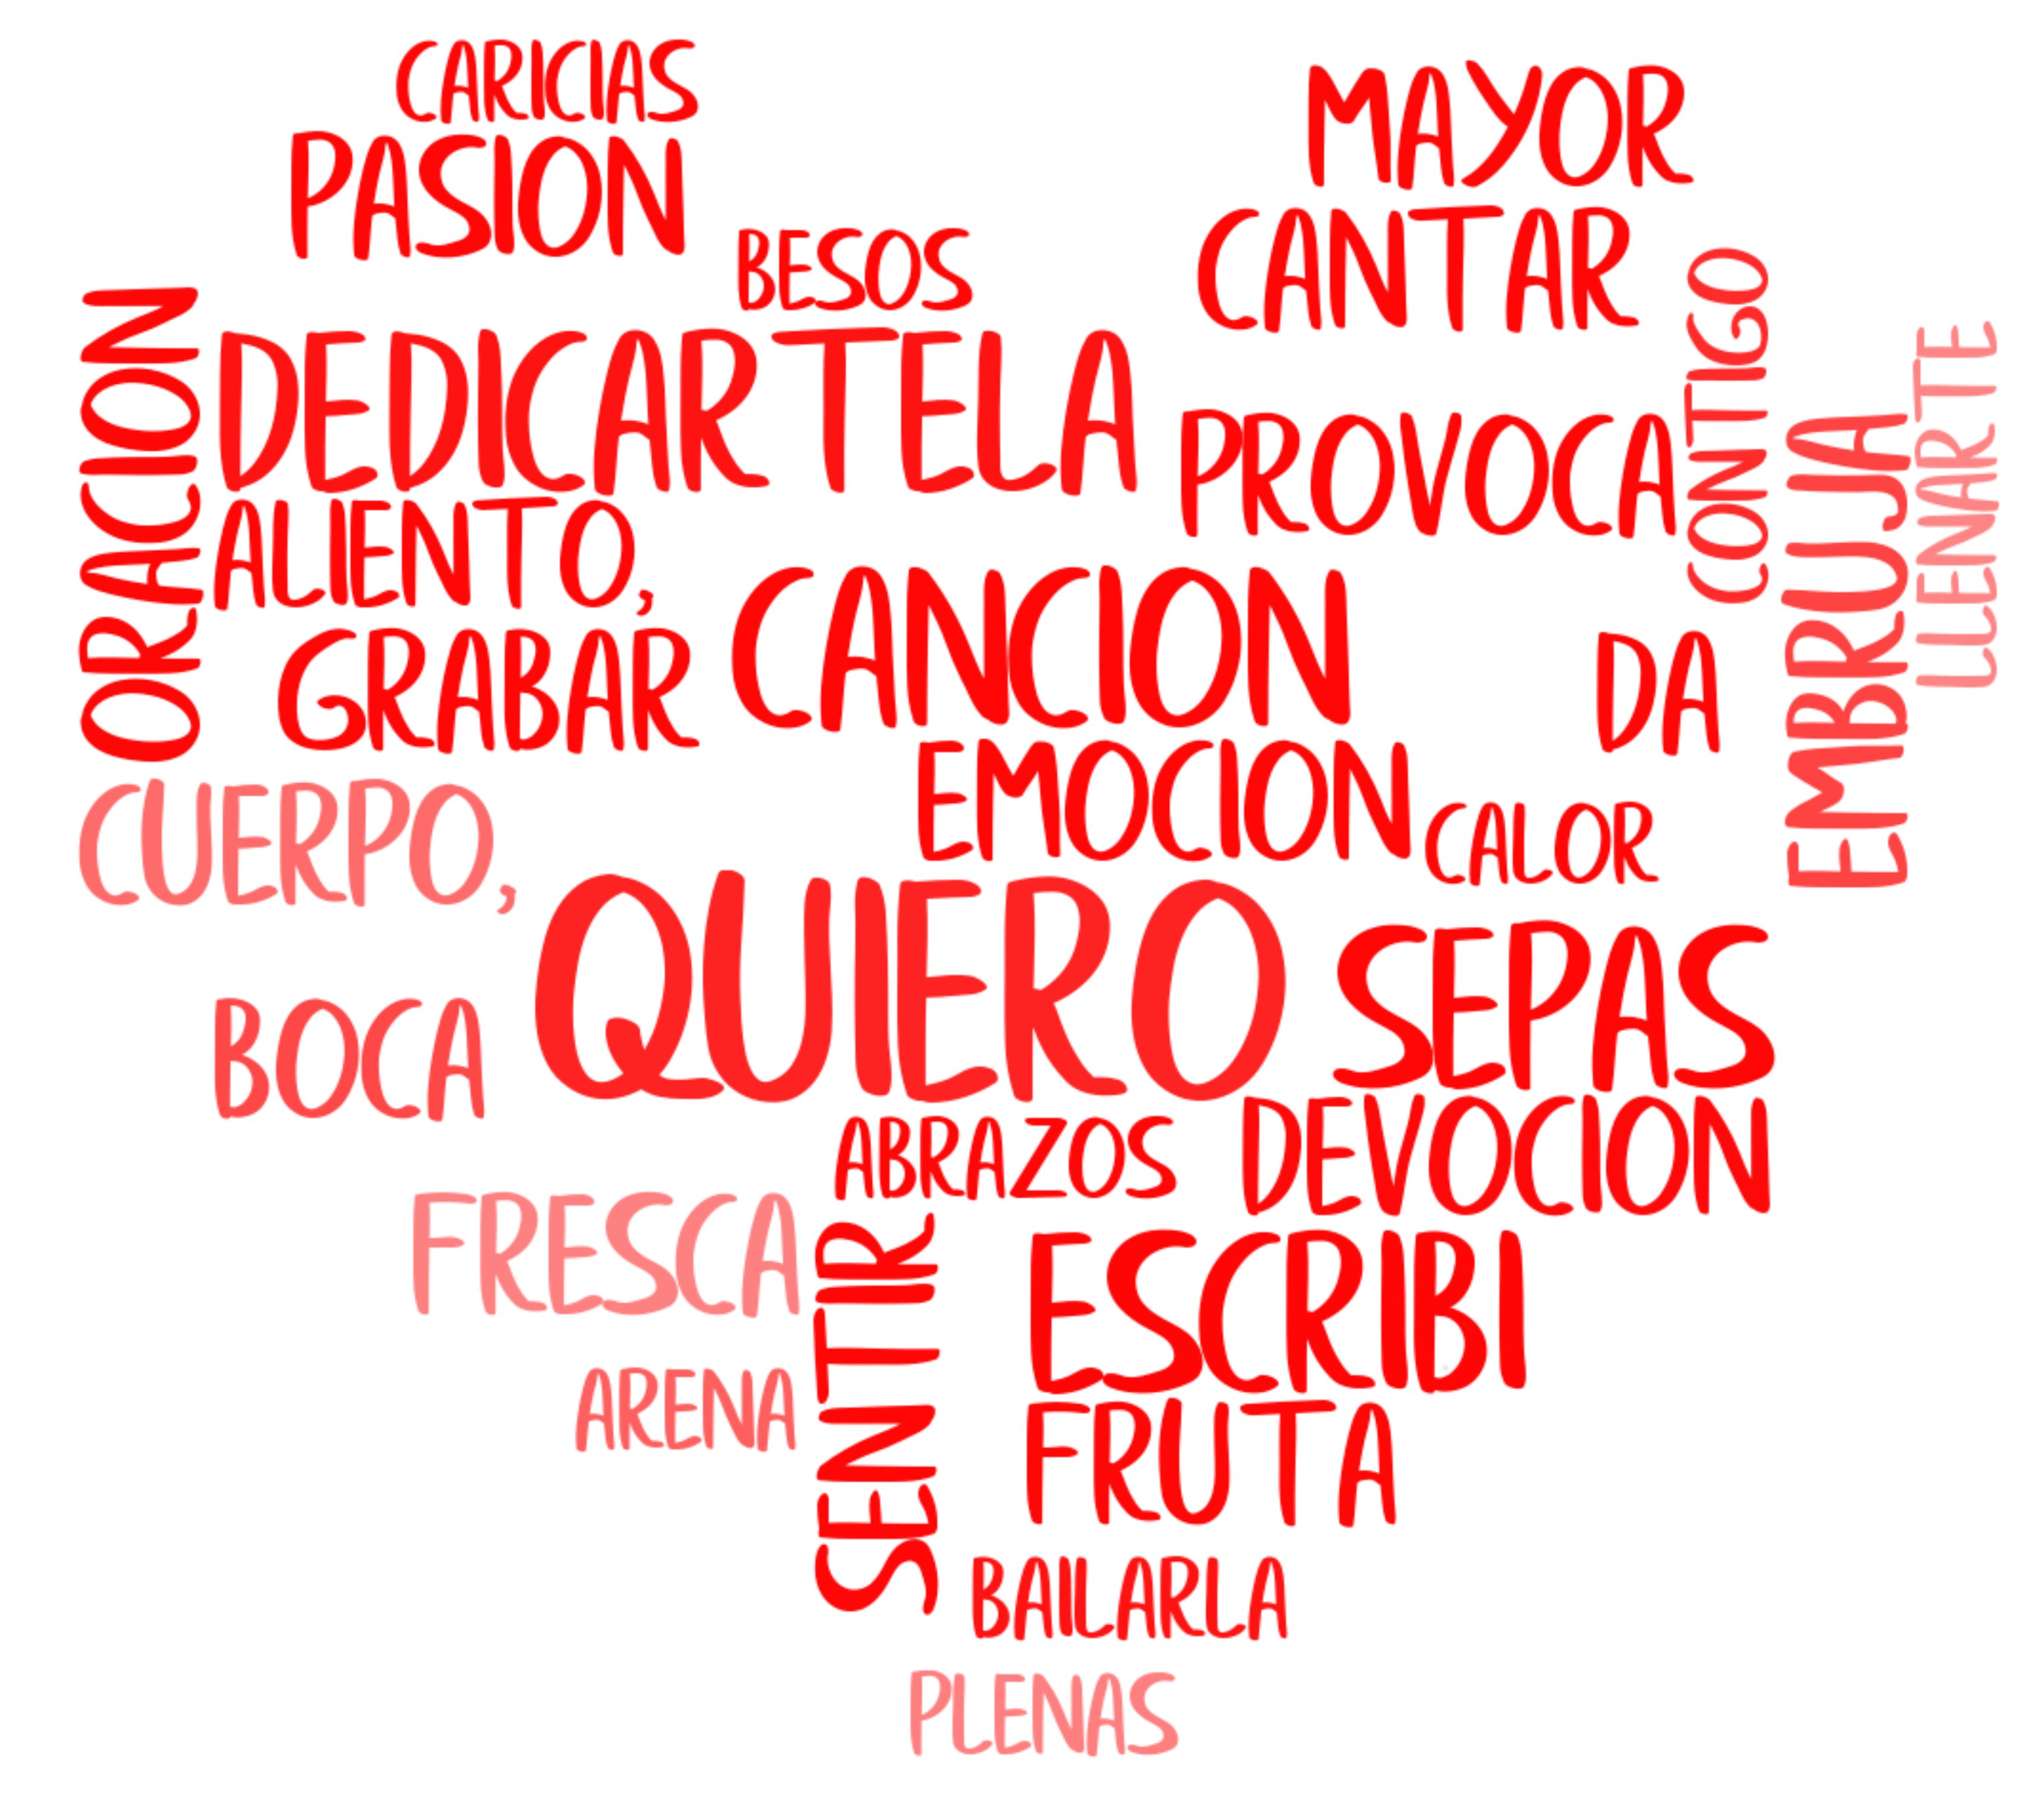 CARICIAS
MAYOR
PASION
CANTAR
BESOS
CONTIGO
ORACION
DEDICARTELA
LLENARTE
PROVOCA
EMBRUJA
ALIENTO,
CANCION
GRABAR
DA
EMOCION
CUERPO,
CALOR
QUIERO
SEPAS
BOCA
DEVOCION
ABRAZOS
FRESCA
SENTIR
ESCRIBI
ARENA
FRUTA
BAILARLA
PLENAS